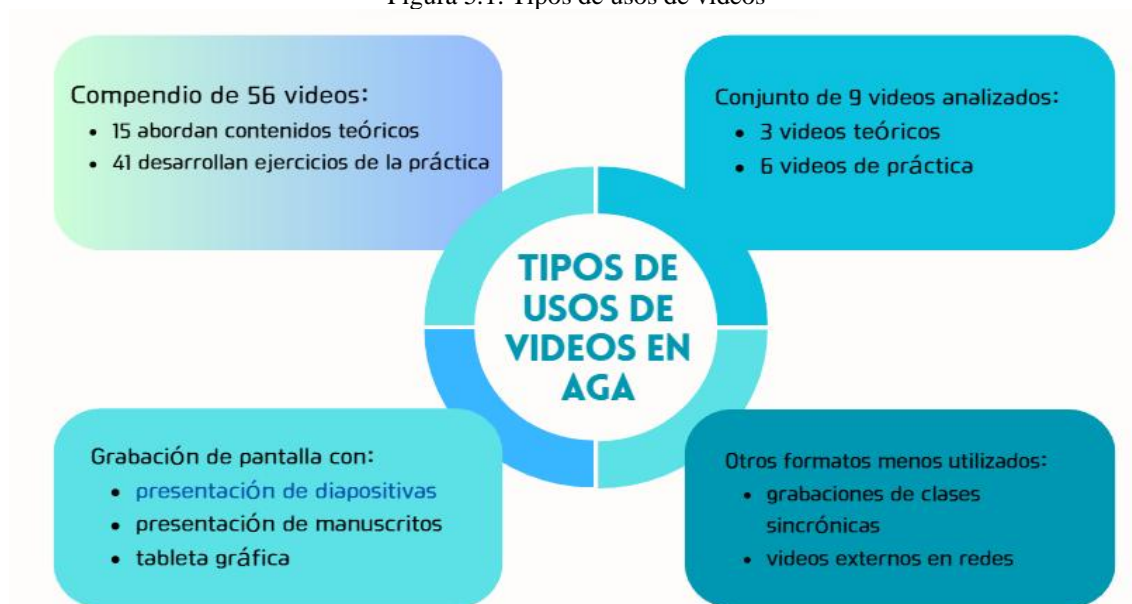 Figura 5.1. Tipos de usos de videos
Compendio de 56 videos:
• 15 abordan contenidos teóricos
• 41 desarrollan ejercicios de la práctica
Conjunto de 9 videos analizados:
• 3 videos teóricos
• 6 videos de práctica
TIPOS DE
USOS DE
VIDEOS EN
AGA
Grabación de pantalla con:
• presentación de diapositivas
• presentación de manuscritos
• tableta gráfica
Otros formatos menos utilizados:
• grabaciones de clases
sincrónicas
• videos externos en redes